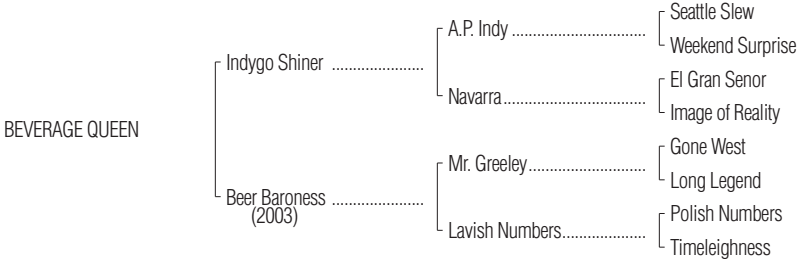 Seattle Slew
A.P. Indy ..................................
Weekend Surprise
Indygo Shiner .......................
El Gran Senor
Navarra....................................
Image of Reality
BEVERAGE QUEEN
Gone West
Mr. Greeley..............................
Long Legend
Beer Baroness .......................
(2003)
Polish Numbers
Lavish Numbers.....................
Timeleighness